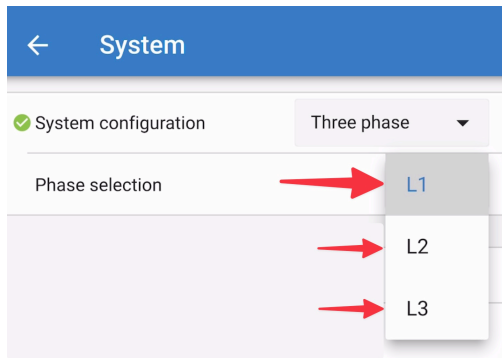 System
System configuration
Three phase
Phase selection
L1
L2
L3